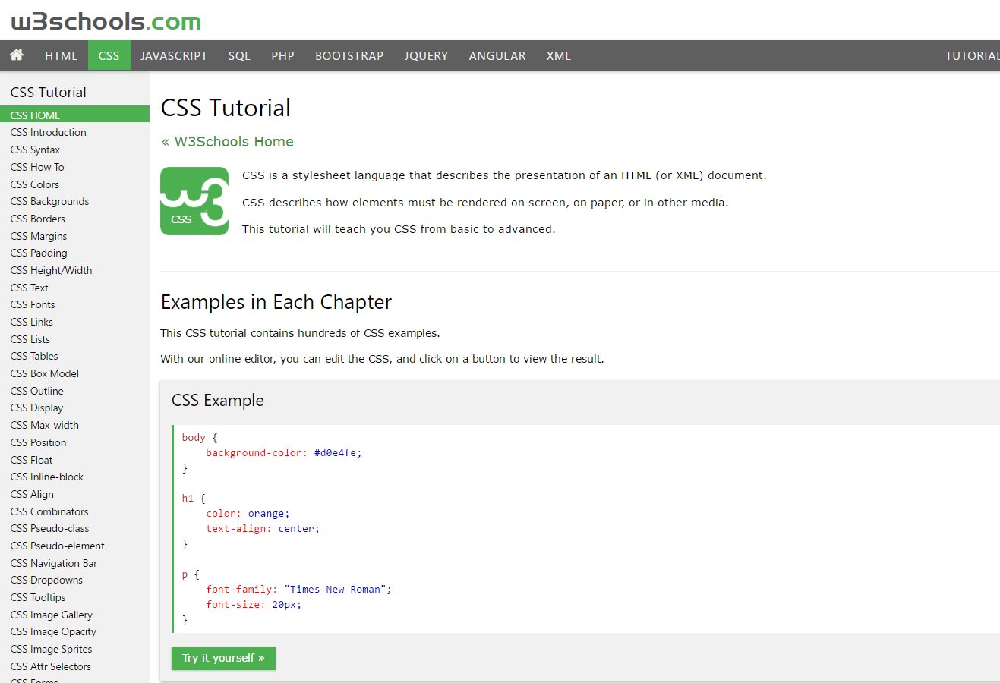 w3schools.com
HTML CSS JAVASCRIPT SQL PHP BOOTSTRAP JQUERY ANGULAR XML TUTORIAL
CSS Tutorial
CSS HOME
CSS Introduction
CSS Syntax
CSS How To
CSS Colors
CSS Backgrounds
CSS Borders
CSS Margins
CSS Padding
CSS Height/Width
CSS Text
CSS Fonts
CSS Links
CSS Lists
CSS Tables
CSS Box Model
CSS Outline
CSS Display
CSS Max-width
CSS Position
CSS Float
CSS Inline-block
CSS Align
CSS Combinators
CSS Pseudo-class
CSS Pseudo-element
CSS Navigation Bar
CSS Dropdowns
CSS Tooltips
CSS Image Gallery
CSS Image Opacity
CSS Image Sprites
CSS Attr Selectors
CSS Forms
CSS Tutorial
« W3Schools Home
w3
CSS
CSS is a stylesheet language that describes the presentation of an HTML (or XML) document.
CSS describes how elements must be rendered on screen, on paper, or in other media.
This tutorial will teach you CSS from basic to advanced.
Examples in Each Chapter
This CSS tutorial contains hundreds of CSS examples.
With our online editor, you can edit the CSS, and click on a button to view the result.
CSS Example
body {
    background-color: #d0e4fe;
}
h1 {
    color: orange;
    text-align: center;
}
p {
    font-family: "Times New Roman";
    font-size: 20px;
}
Try it yourself »